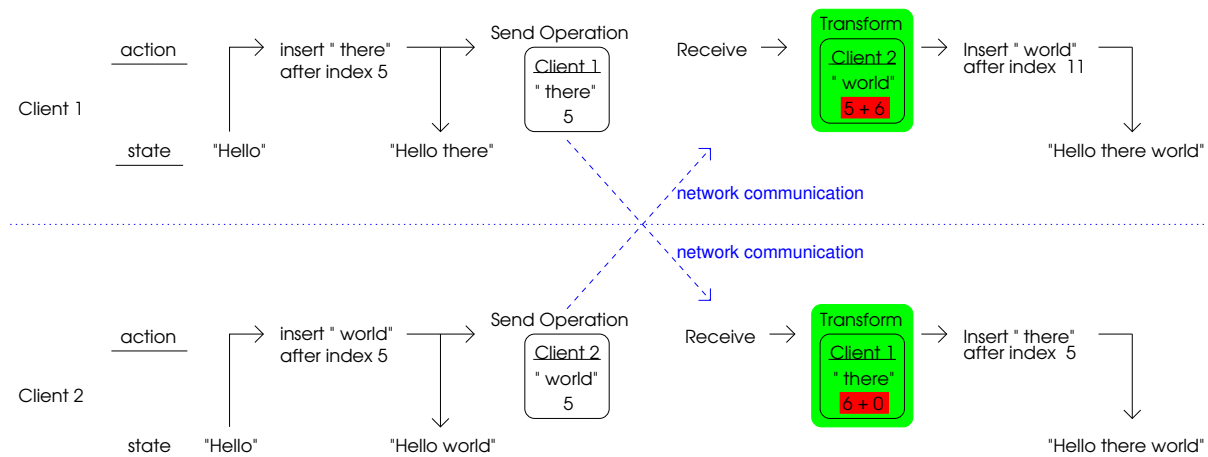 action
insert " there"
after index 5
Send Operation
Client 1
" there"
5
Receive
Transform
Client 2
" world"
5 + 6
Insert " world"
after index 11
Client 1
state
"Hello"
"Hello there"
"Hello there world"
network communication
network communication
action
insert " world"
after index 5
Send Operation
Client 2
" world"
5
Receive
Transform
Client 1
" there"
6 + 0
Insert " there"
after index 5
Client 2
state
"Hello"
"Hello world"
"Hello there world"